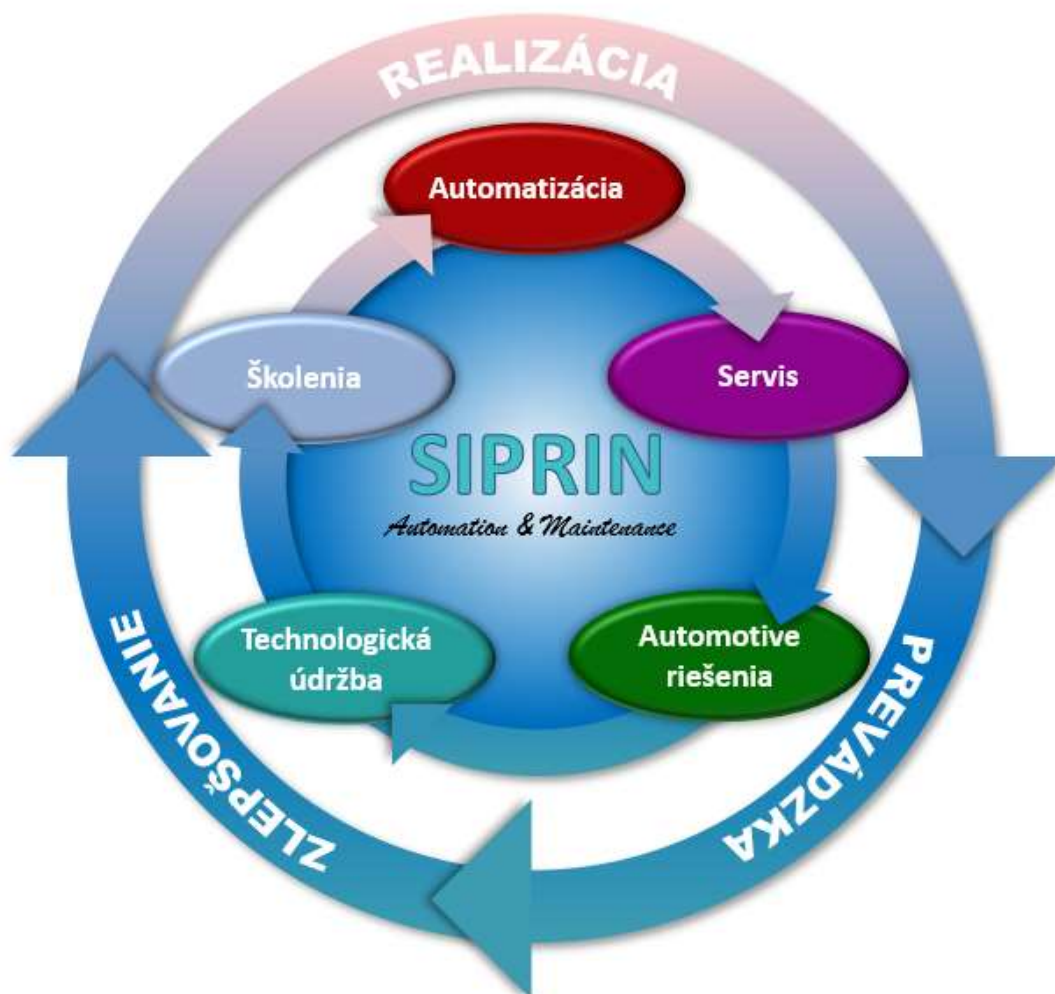 REALIZÁCIA
Automatizácia
Školenia
Servis
SIPRIN
Automation & Maintenance
Technologická
údržba
Automotive
riešenia
ZLEPŠOVANIE
PREVÁDZKA